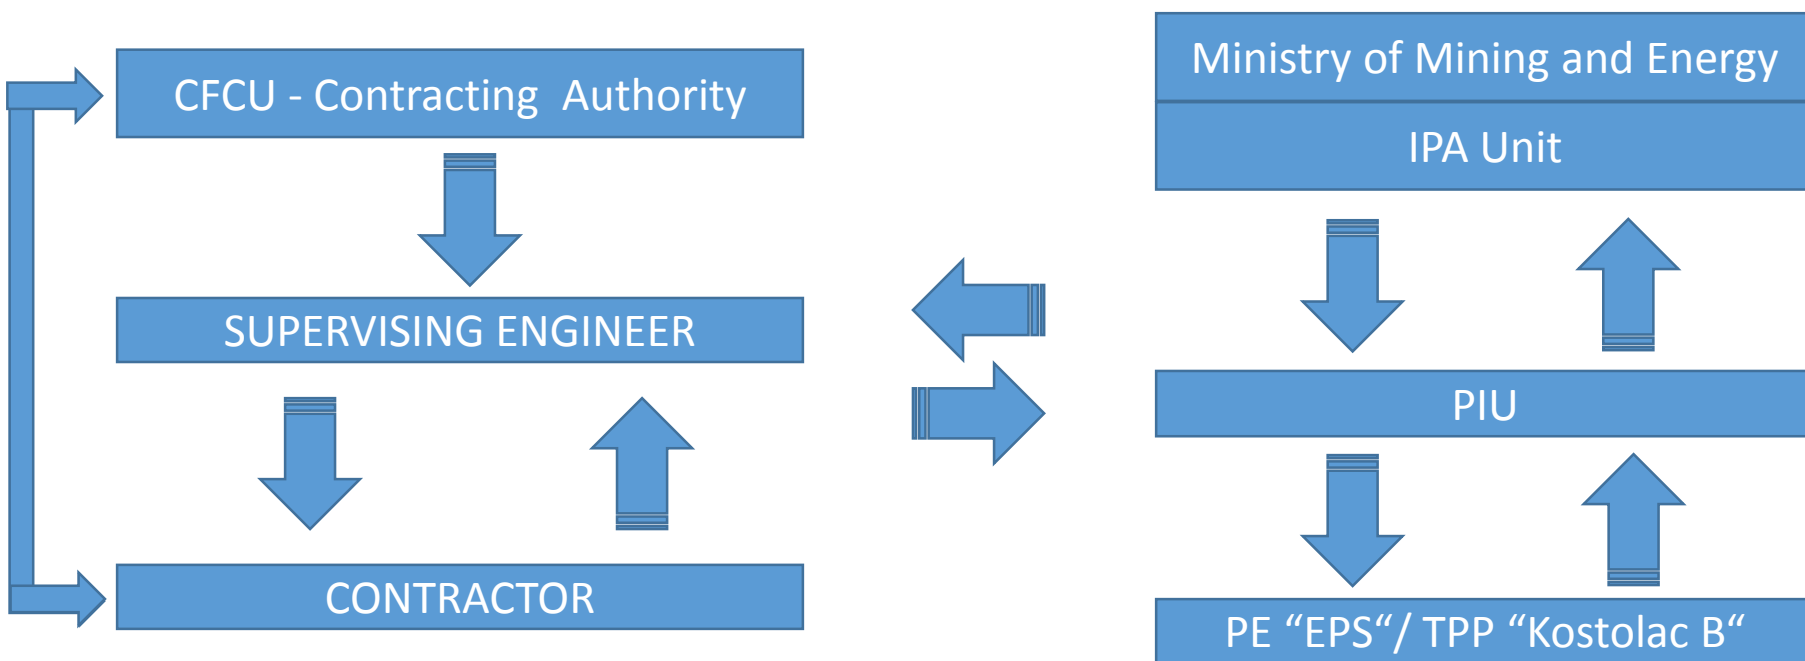 CFCU - Contracting  Authority
SUPERVISING ENGINEER
CONTRACTOR
Ministry of Mining and Energy
IPA Unit
PIU
PE “EPS“/ TPP “Kostolac B“